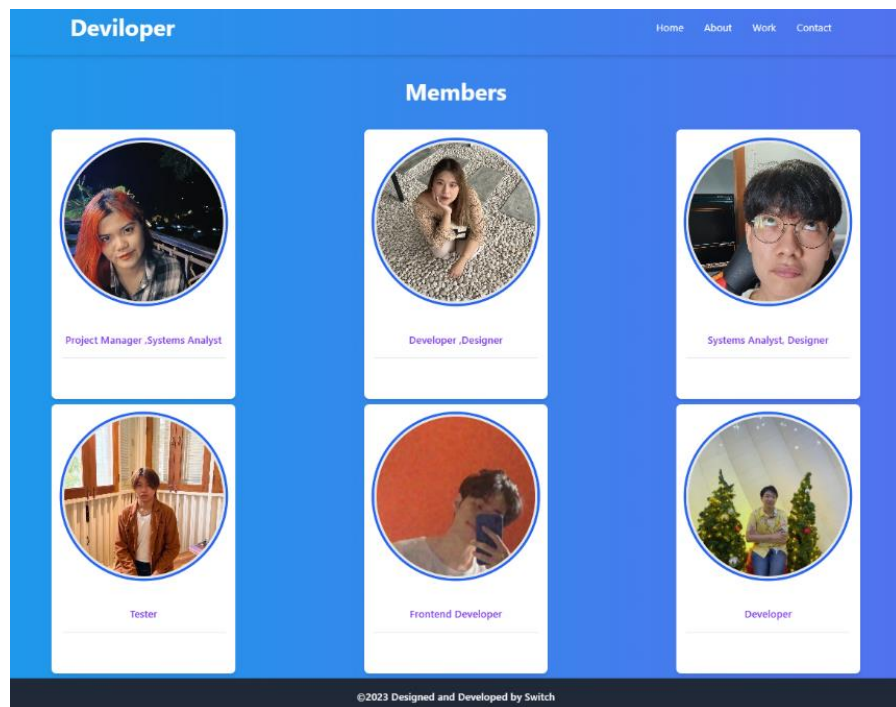 Deviloper
Home About Work Contact
Members
Project Manager ,Systems Analyst
Developer ,Designer
Systems Analyst, Designer
Tester
Frontend Developer
Developer
©2023 Designed and Developed by Switch